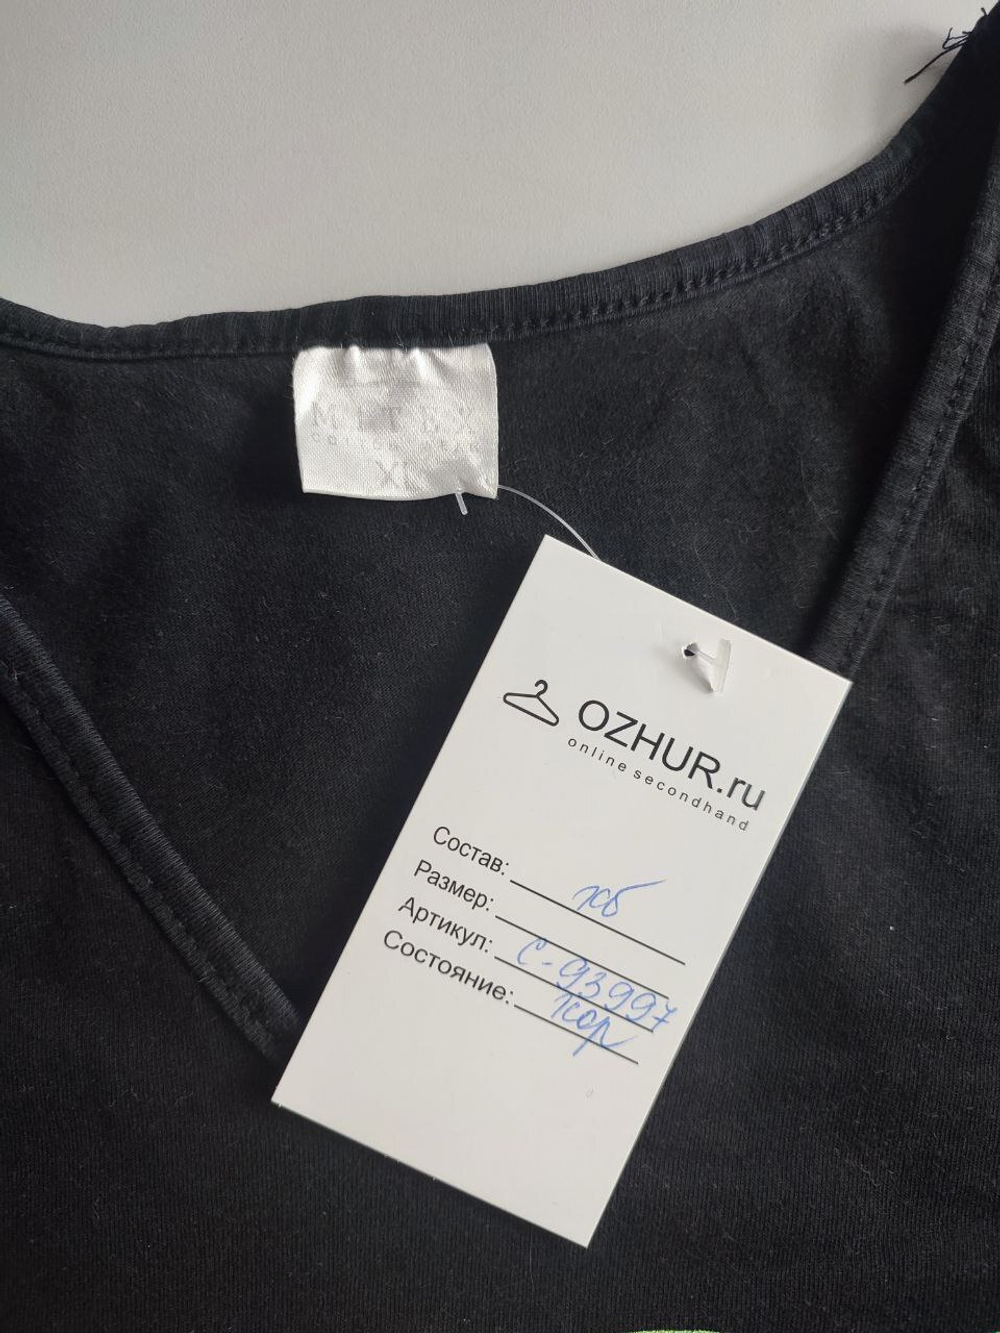 OZHUR.ru
online secondhand
Состав: хб
Размер:
Артикул: С-93997
Состояние: хор